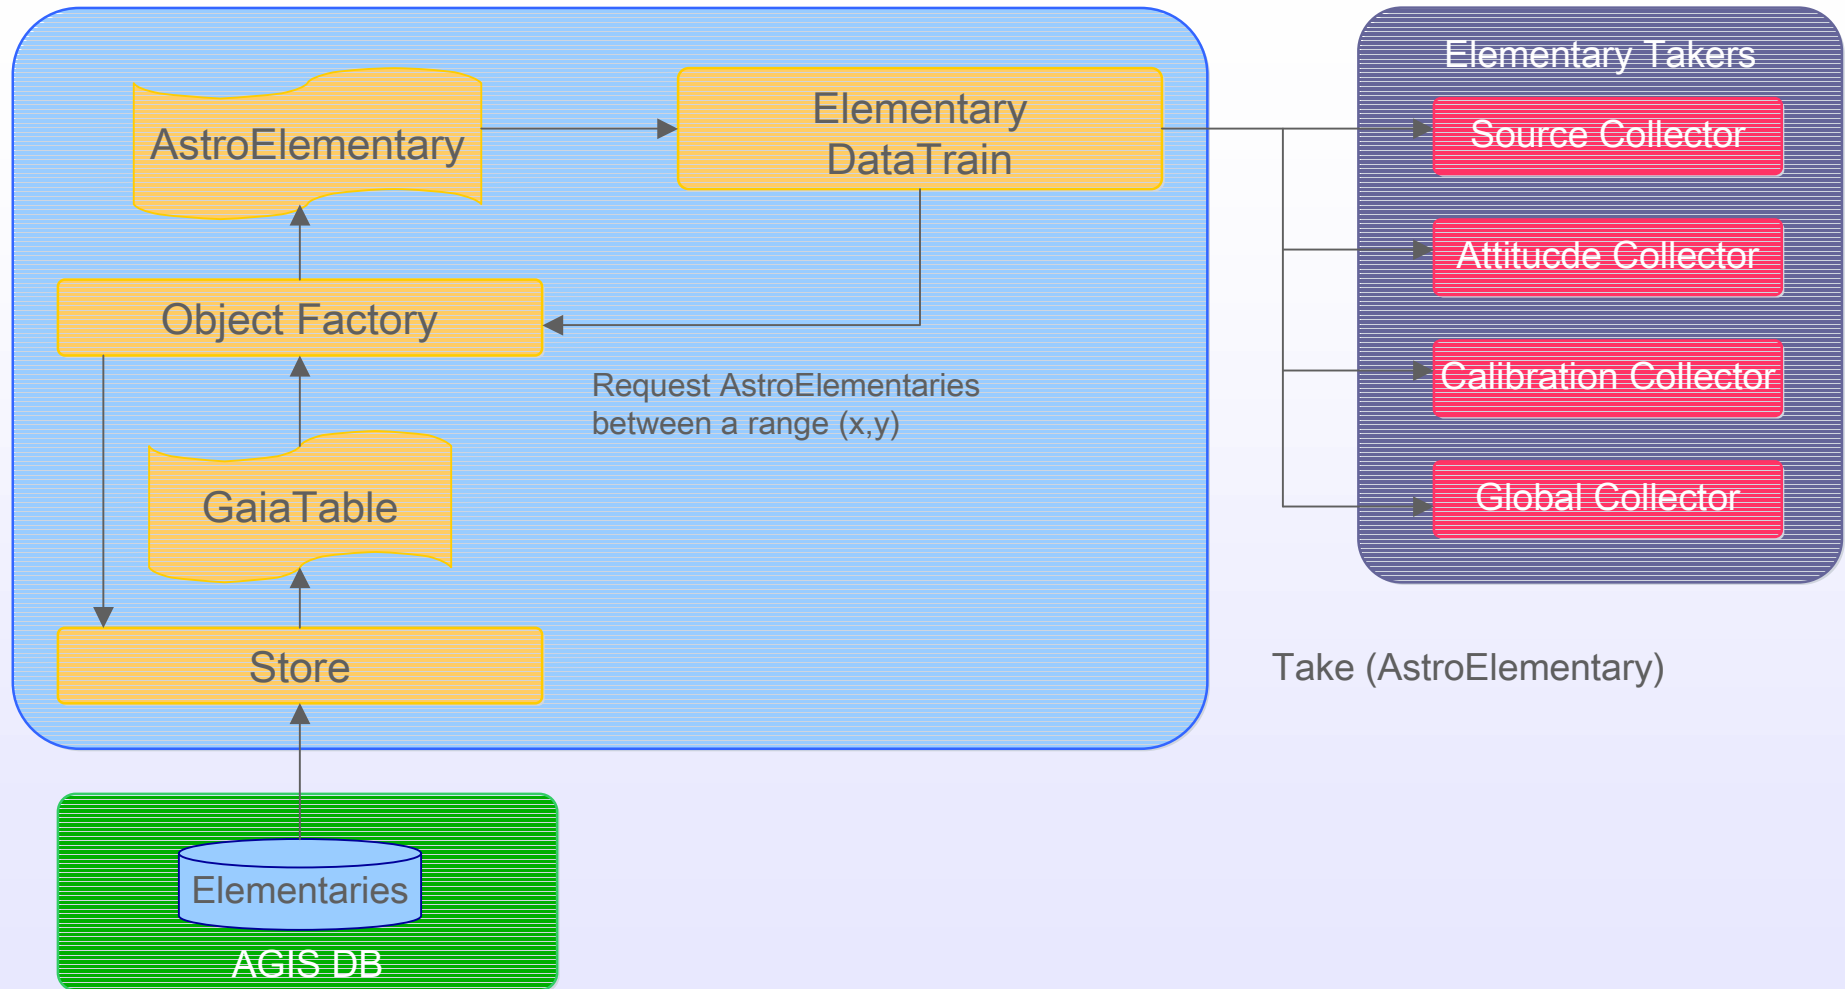 Elementary Takers
AstroElementary
Elementary
DataTrain
Source Collector
Attitucde Collector
Object Factory
Request AstroElementaries
between a range (x,y)
Calibration Collector
GaiaTable
Global Collector
Store
Take (AstroElementary)
Elementaries
AGIS DB